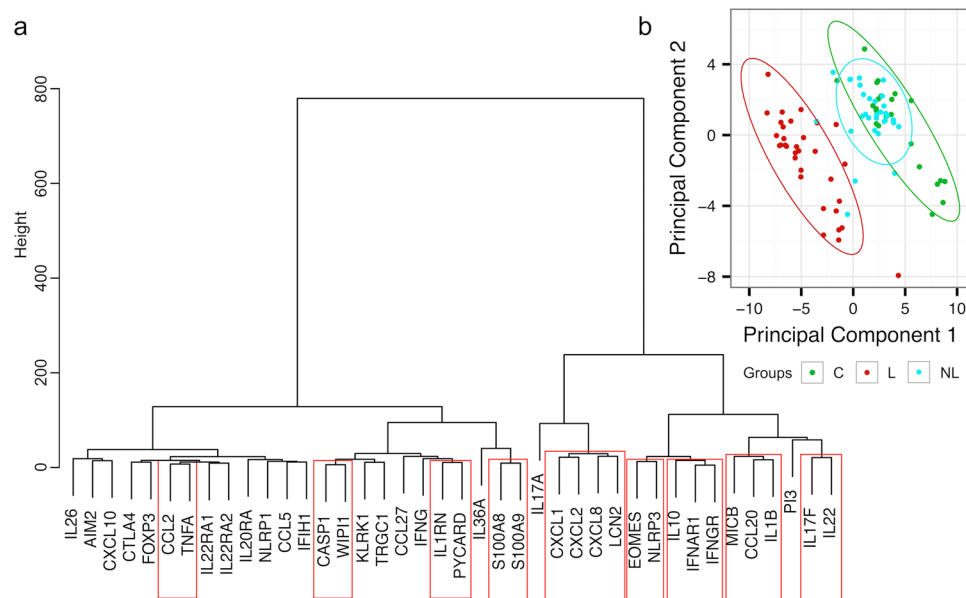 a
Height
0
200
400
600
800
IL26
AIM2
CXCL10
CTLA4
FOXP3
CCL2
TNFA
IL22RA1
IL22RA2
IL20RA
NLRP1
CCL5
IFIH1
CASP1
WIPI1
KLRK1
TRGC1
CCL27
IFNG
IL1RN
PYCARD
IL36A
S100A8
S100A9
IL17A
CXCL1
CXCL2
CXCL8
LCN2
EOMES
NLRP3
IL10
IFNAR1
IFNGR
MICB
CCL20
IL1B
PI3
IL17F
IL22
b
Principal Component 2
4
0
−4
−8
−10 −5 0 5 10
Principal Component 1
Groups C L NL